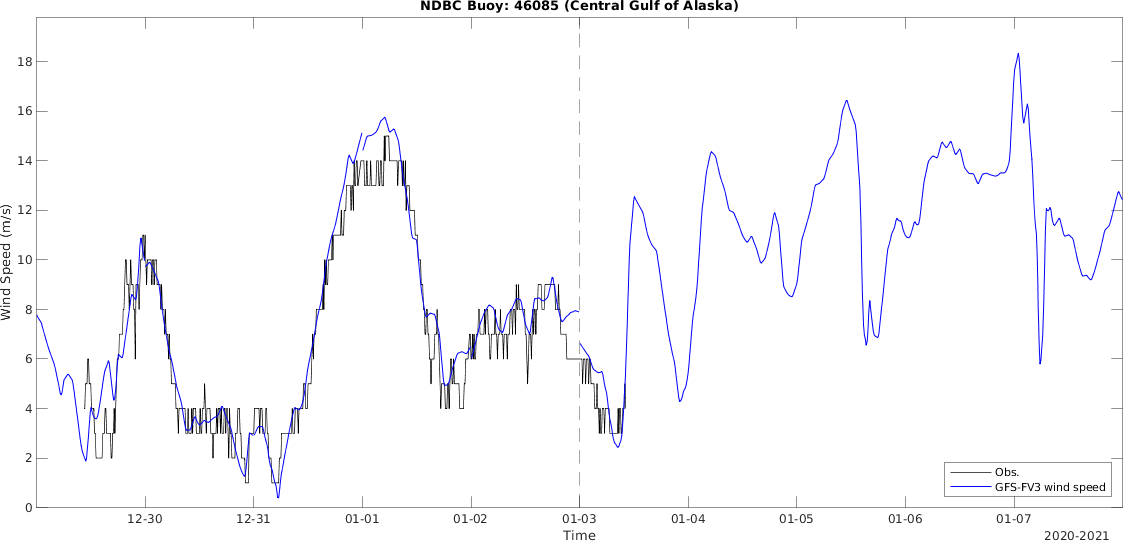 NDBC Buoy: 46085 (Central Gulf of Alaska)
18
16
14
12
10
8
6
4
2
0
Wind Speed (m/s)
Obs.
GFS-FV3 wind speed
12-30 12-31 01-01 01-02 01-03 01-04 01-05 01-06 01-07
Time
2020-2021